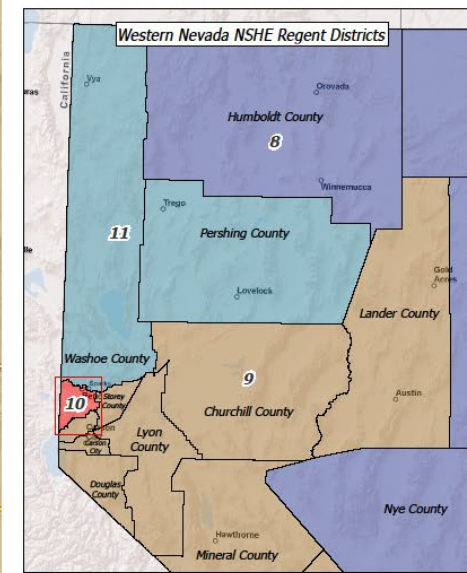 Western Nevada NSHE Regent Districts
California
Vya
was
Orovada
Humboldt County
8
Winnemucca
Trego
11
Pershing County
Gold
Acres
Lovelock
Lander County
Washoe County
9
10
Storey
County
Churchill County
Austin
Carson
City
Lyon
County
Douglas
County
Nye County
Hawthorne
Mineral County